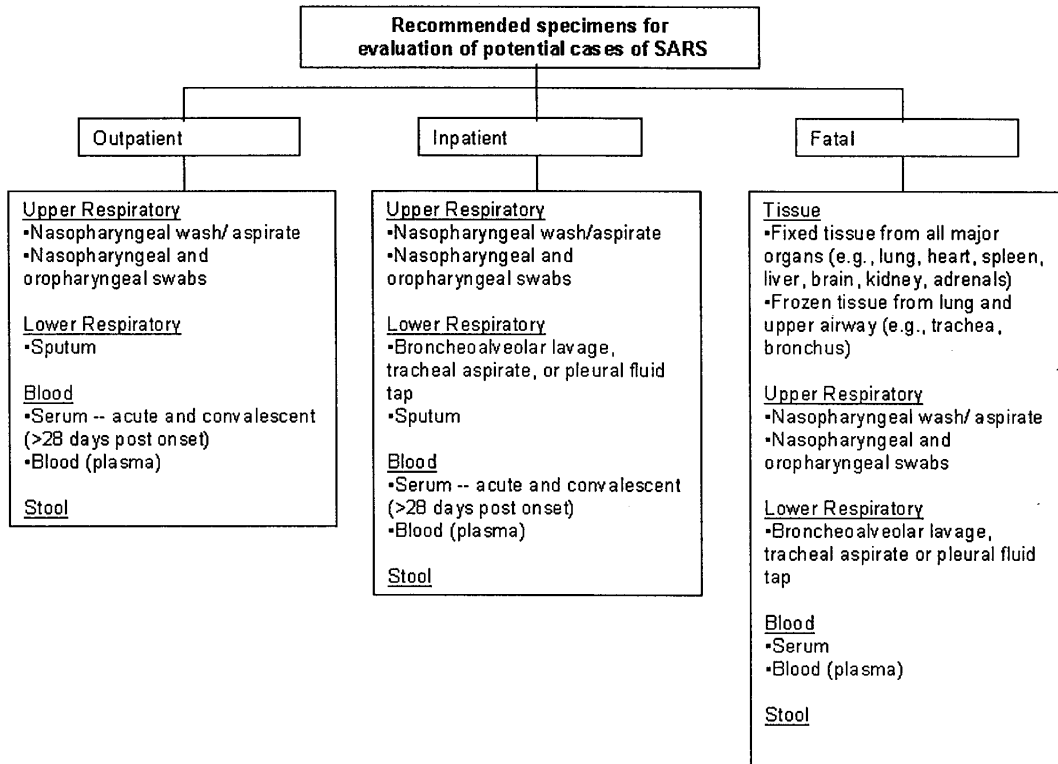 Recommended specimens for
evaluation of potential cases of SARS
Outpatient
Inpatient
Fatal
Upper Respiratory
▪Nasopharyngeal wash/ aspirate
▪Nasopharyngeal and
oropharyngeal swabs
Lower Respiratory
▪Sputum
Blood
▪Serum -- acute and convalescent
(>28 days post onset)
▪Blood (plasma)
Stool
Upper Respiratory
▪Nasopharyngeal wash/aspirate
▪Nasopharyngeal and
oropharyngeal swabs
Lower Respiratory
▪Broncheoalveolar lavage,
tracheal aspirate, or pleural fluid
tap
▪Sputum
Blood
▪Serum -- acute and convalescent
(>28 days post onset)
▪Blood (plasma)
Stool
Tissue
▪Fixed tissue from all major
organs (e.g., lung, heart, spleen,
liver, brain, kidney, adrenals)
▪Frozen tissue from lung and
upper airway (e.g., trachea,
bronchus)
Upper Respiratory
▪Nasopharyngeal wash/ aspirate
▪Nasopharyngeal and
oropharyngeal swabs
Lower Respiratory
▪Broncheoalveolar lavage,
tracheal aspirate or pleural fluid
tap
Blood
▪Serum
▪Blood (plasma)
Stool